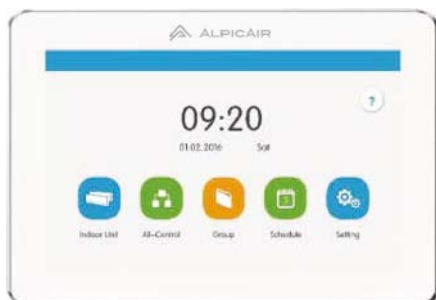 ALPICAIR
?
09:20
01.02.2016 Sat
Indoor Unit All-Control Group Schedule Setting